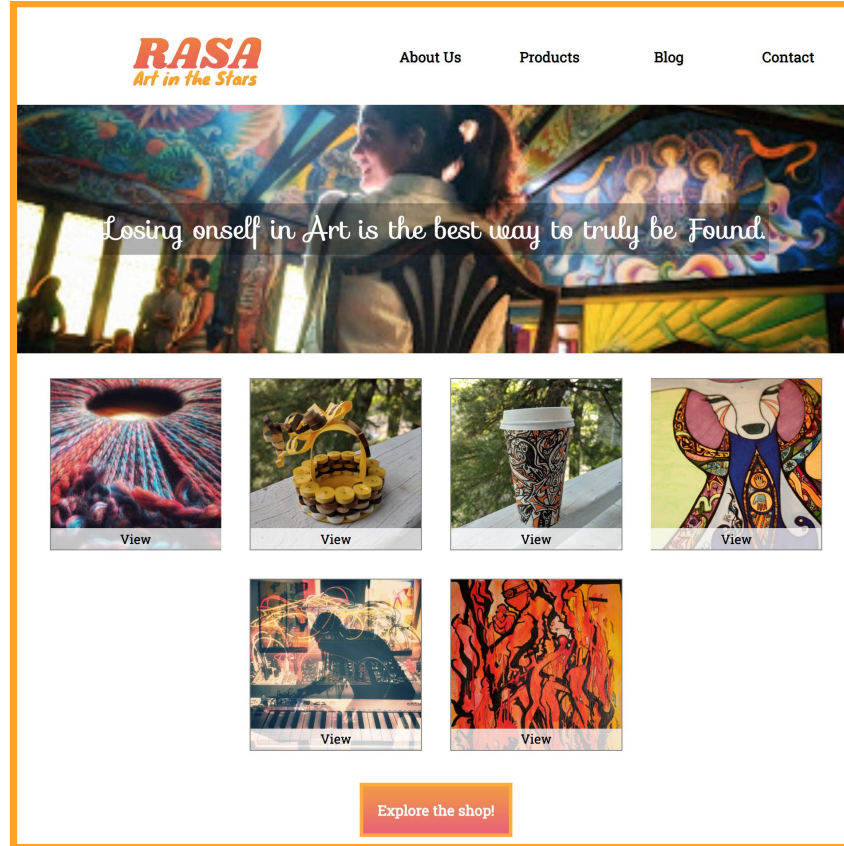 RASA
Art in the Stars
About Us Products Blog Contact
Losing onself in Art is the best way to truly be Found.
View View View View
View View
Explore the shop!